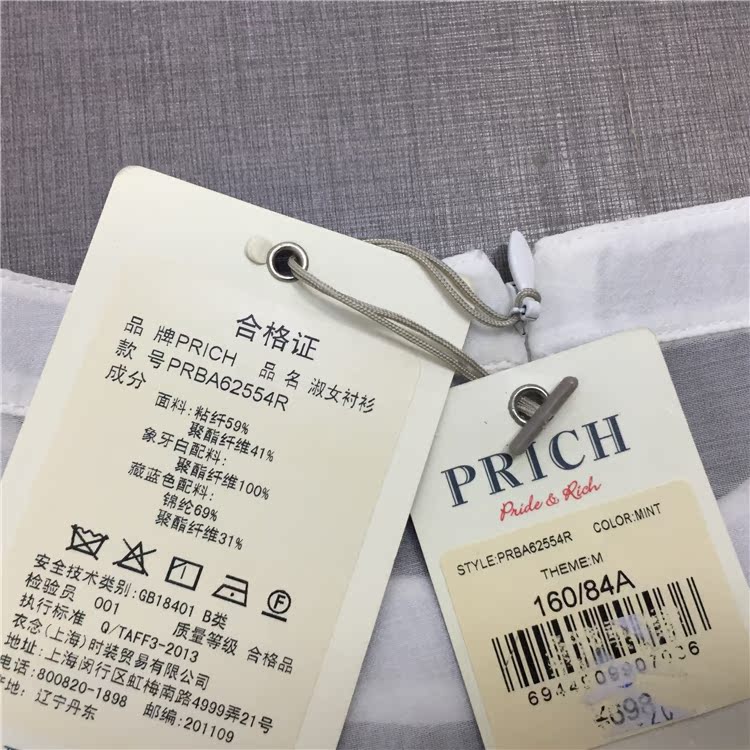 合格证
品 牌PRICH 品 名 淑女衬衫
款 号PRBA62554R
成分
面料:粘纤59%
聚酯纤维41%
象牙白配料:
聚酯纤维100%
藏蓝色配料:
锦纶69%
聚酯纤维31%
安全技术类别:GB18401 B类
检验员 001 质量等级 合格品
执行标准 Q/TAFF3-2013
衣念(上海)时装贸易有限公司
上海闵行区虹梅南路4999弄21号
电话:800820-1898 邮编:201109
产地:辽宁丹东
PRICH
Pride & Rich
STYLE:PRBA62554R COLOR:MINT
THEME:M
160/84A